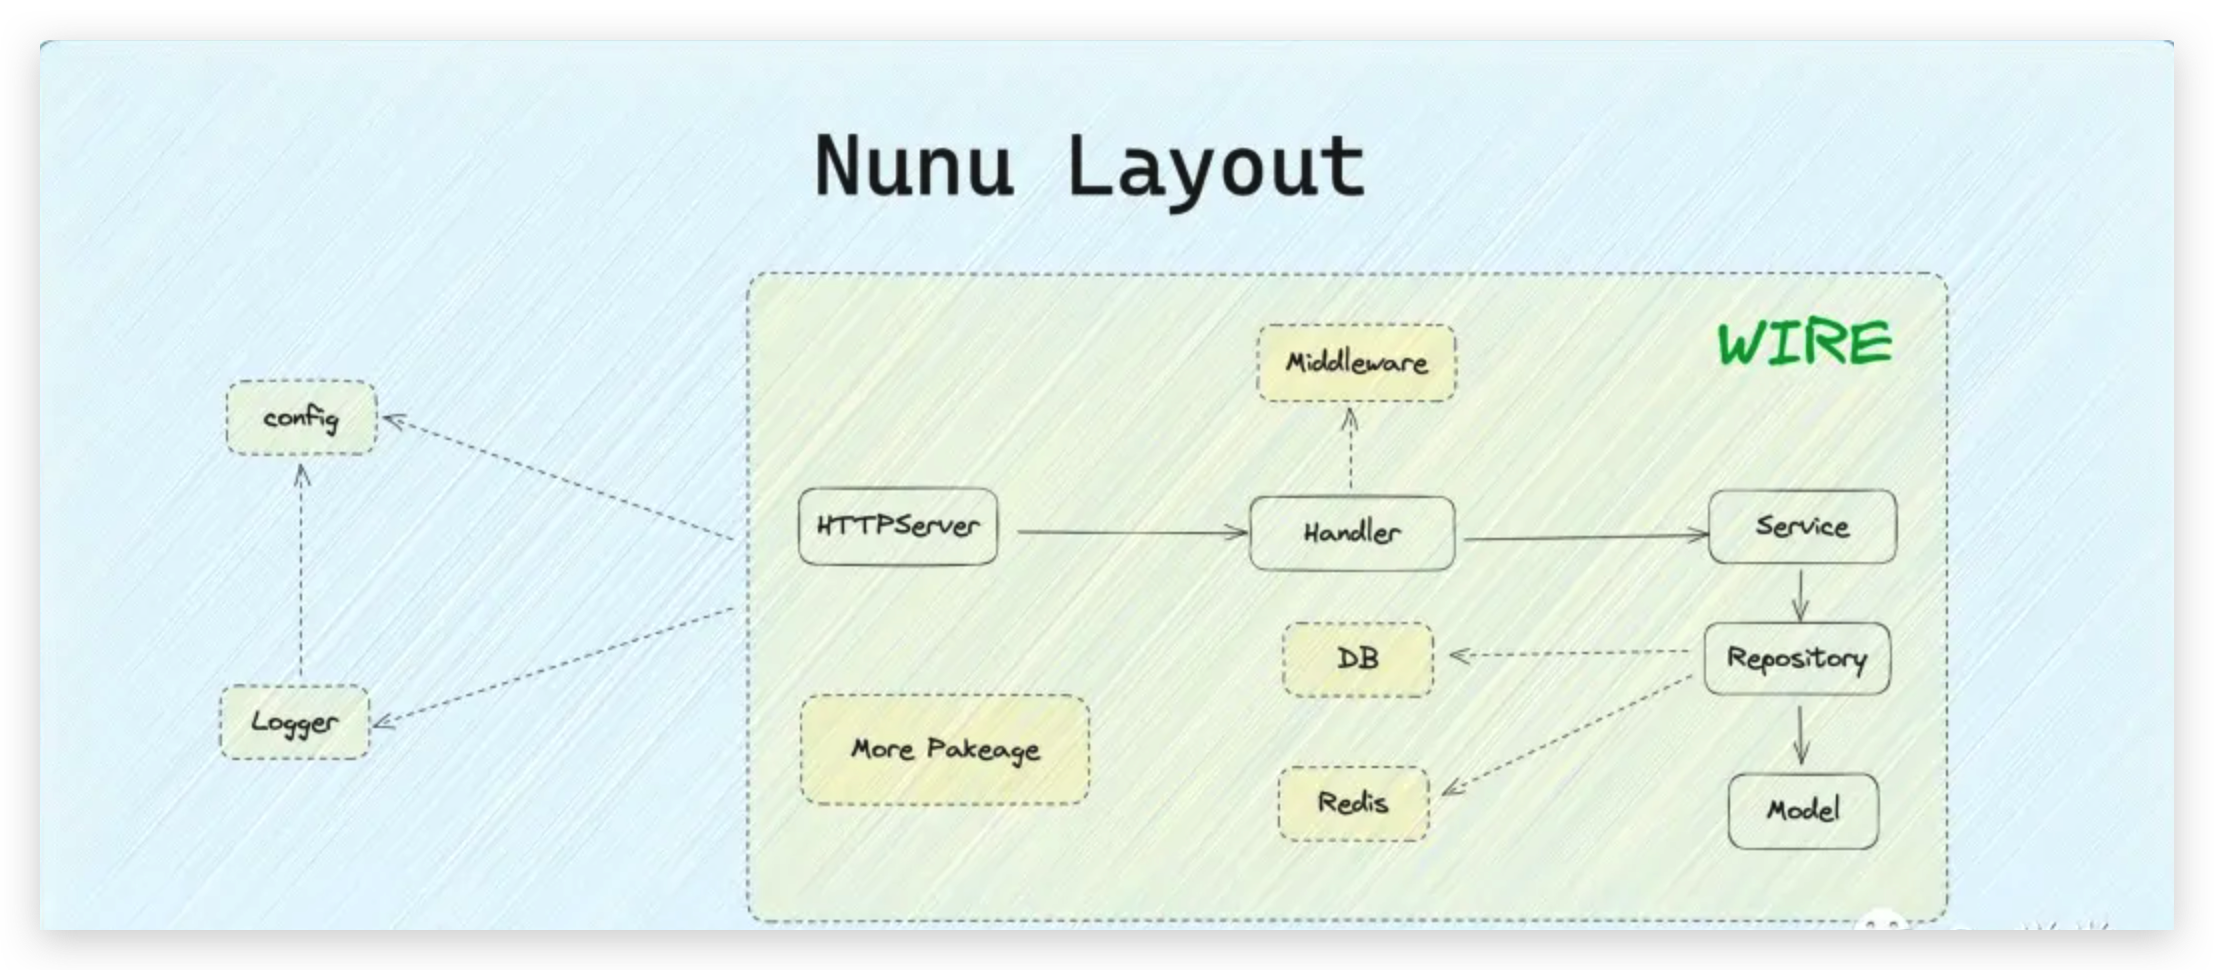 Nunu Layout
WIRE
Middleware
config
HTTPServer
Handler
Service
DB
Repository
Logger
More Pakeage
Redis
Model